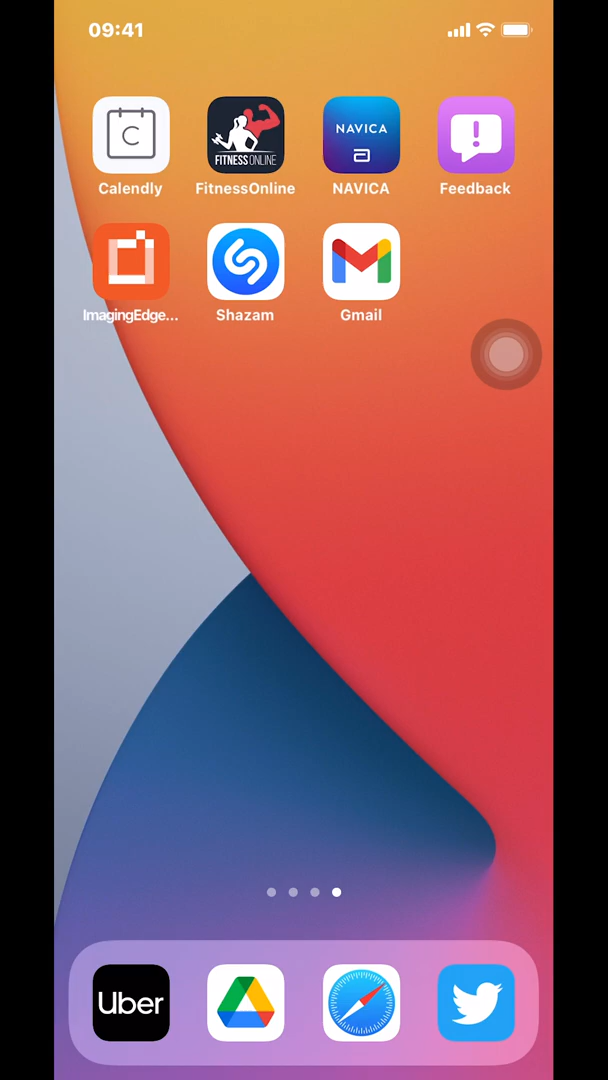 09:41
C
FITNESS ONLINE
NAVICA
a
Calendly
FitnessOnline
NAVICA
Feedback
ImagingEdge...
Shazam
Gmail
Uber